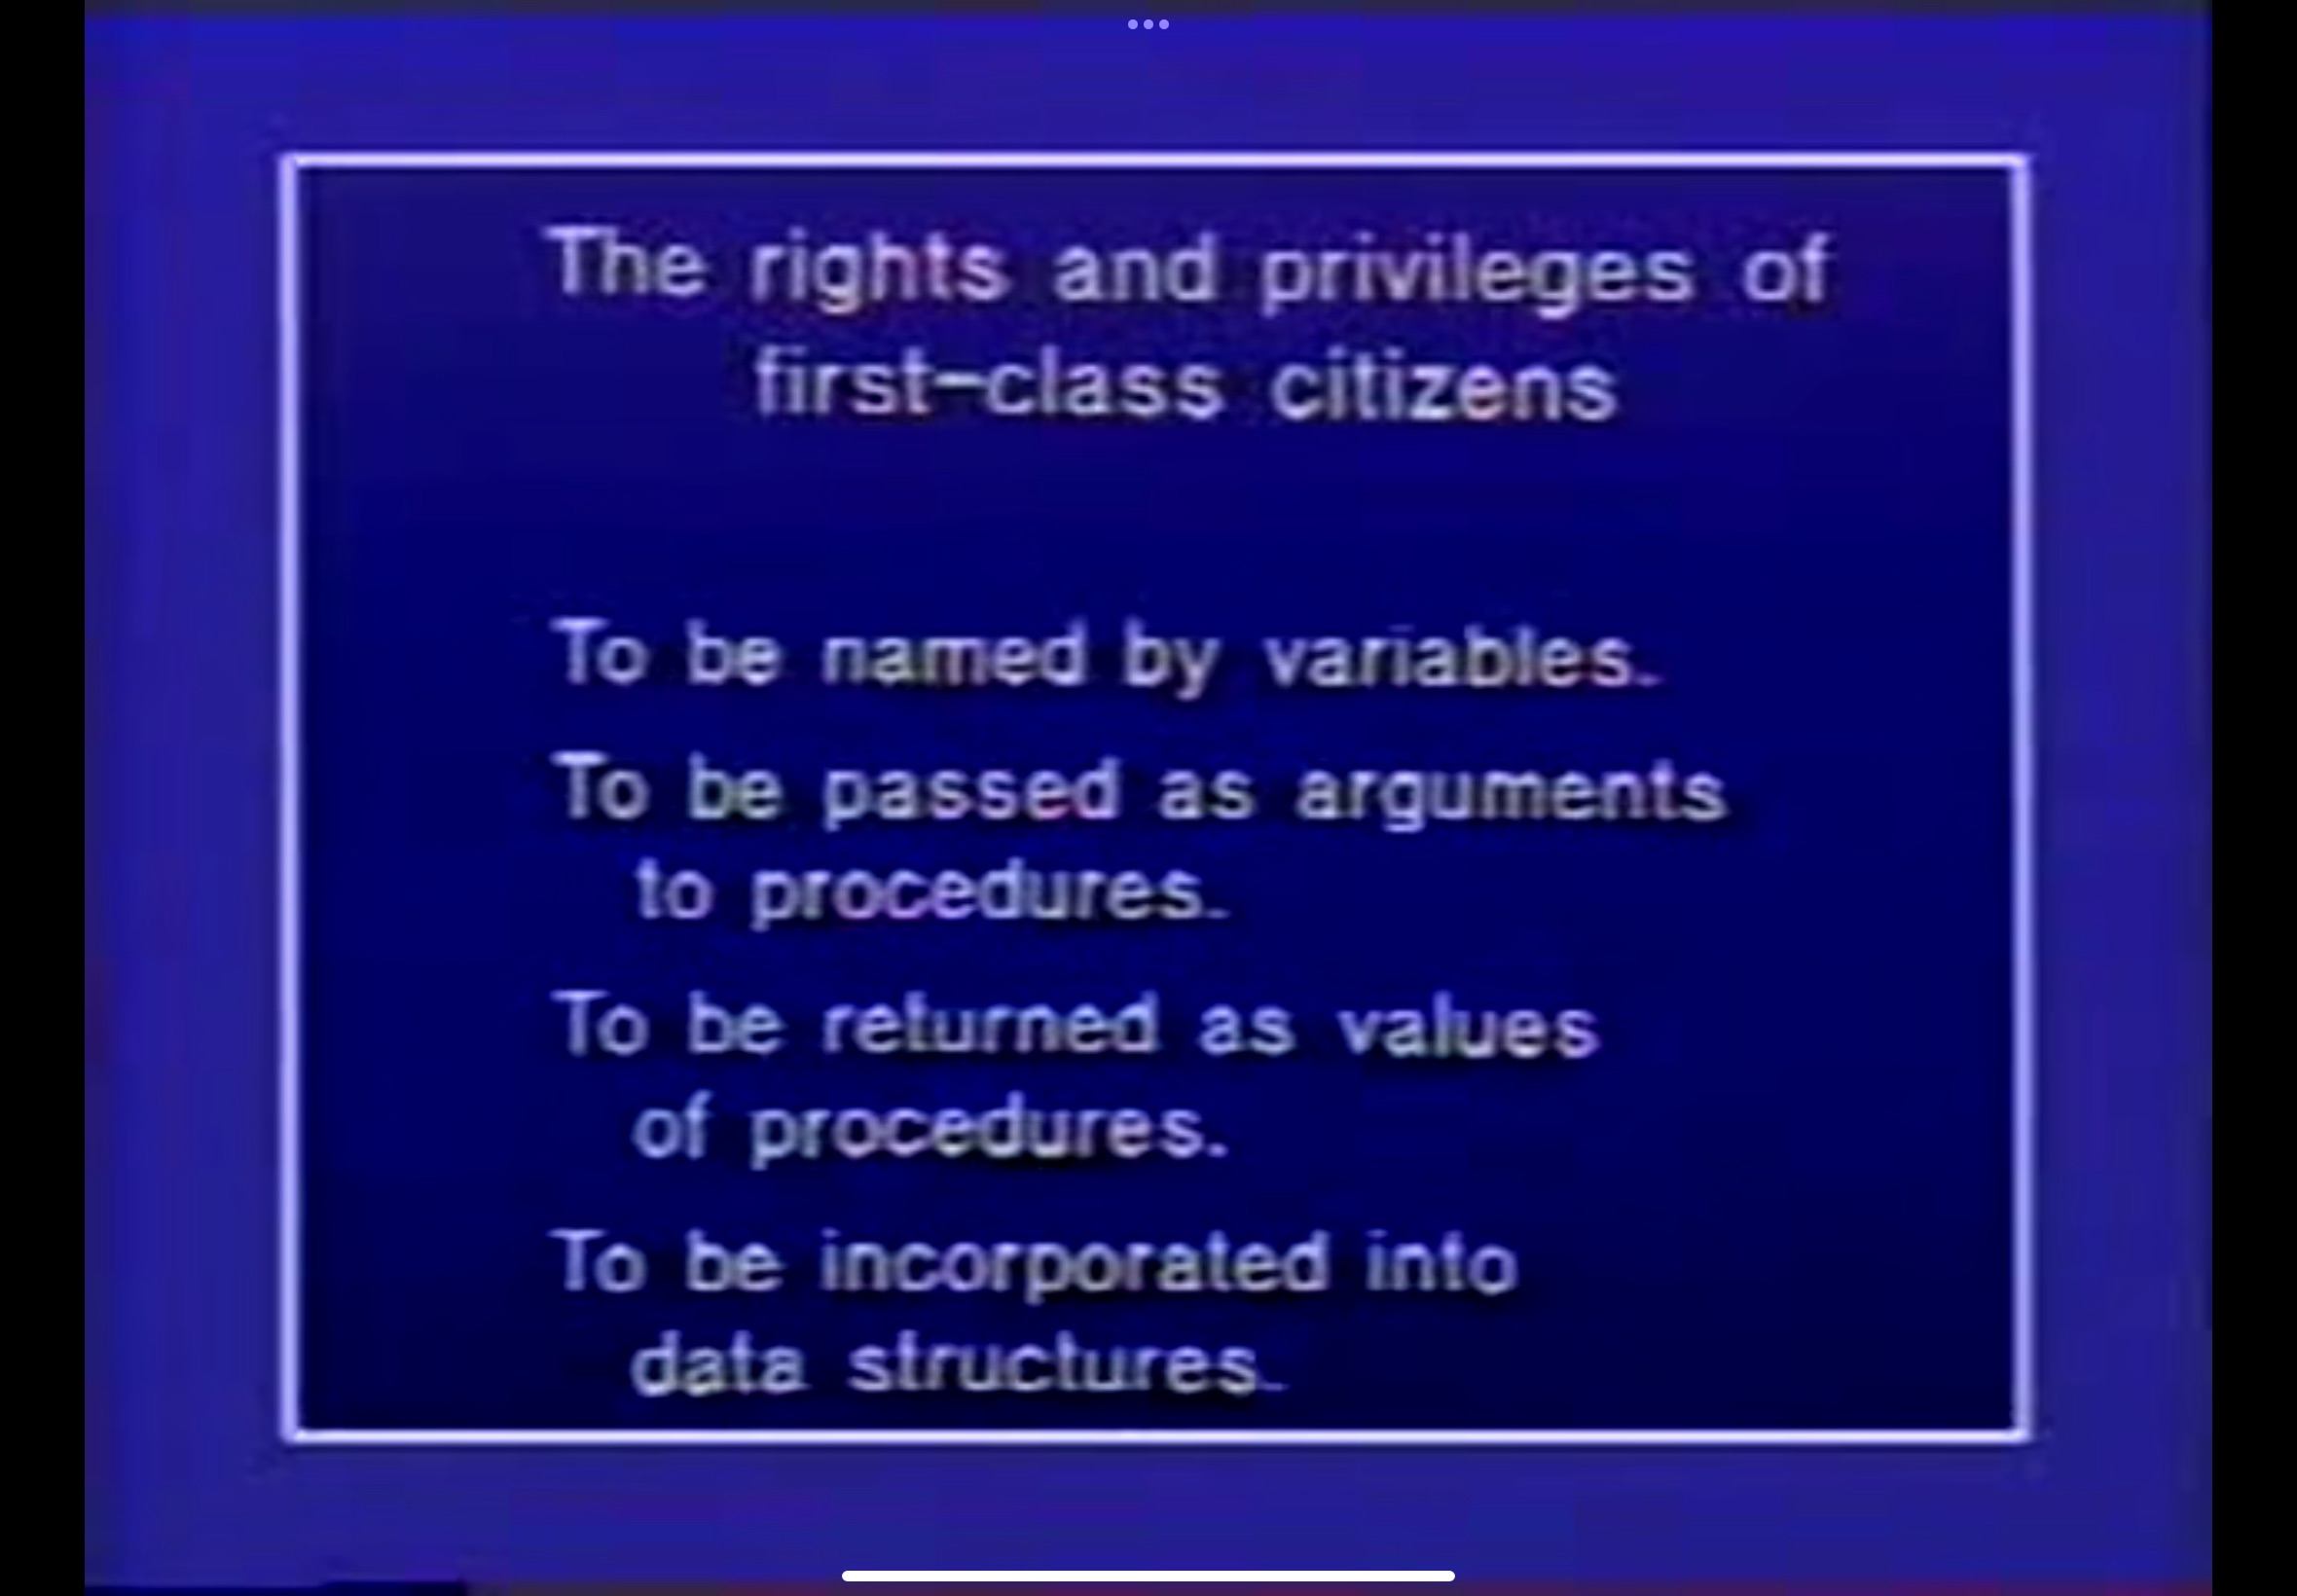 The rights and privileges of
first-class citizens
To be named by variables.
To be passed as arguments
to procedures.
To be returned as values
of procedures.
To be incorporated into
data structures.